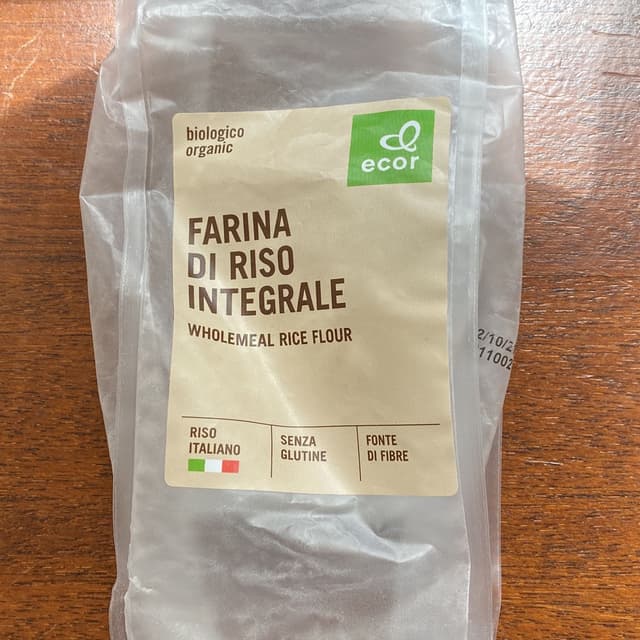 biologico
organic
ecor
FARINA
DI RISO
INTEGRALE
WHOLEMEAL RICE FLOUR
RISO
ITALIANO
SENZA
GLUTINE
FONTE
DI FIBRE